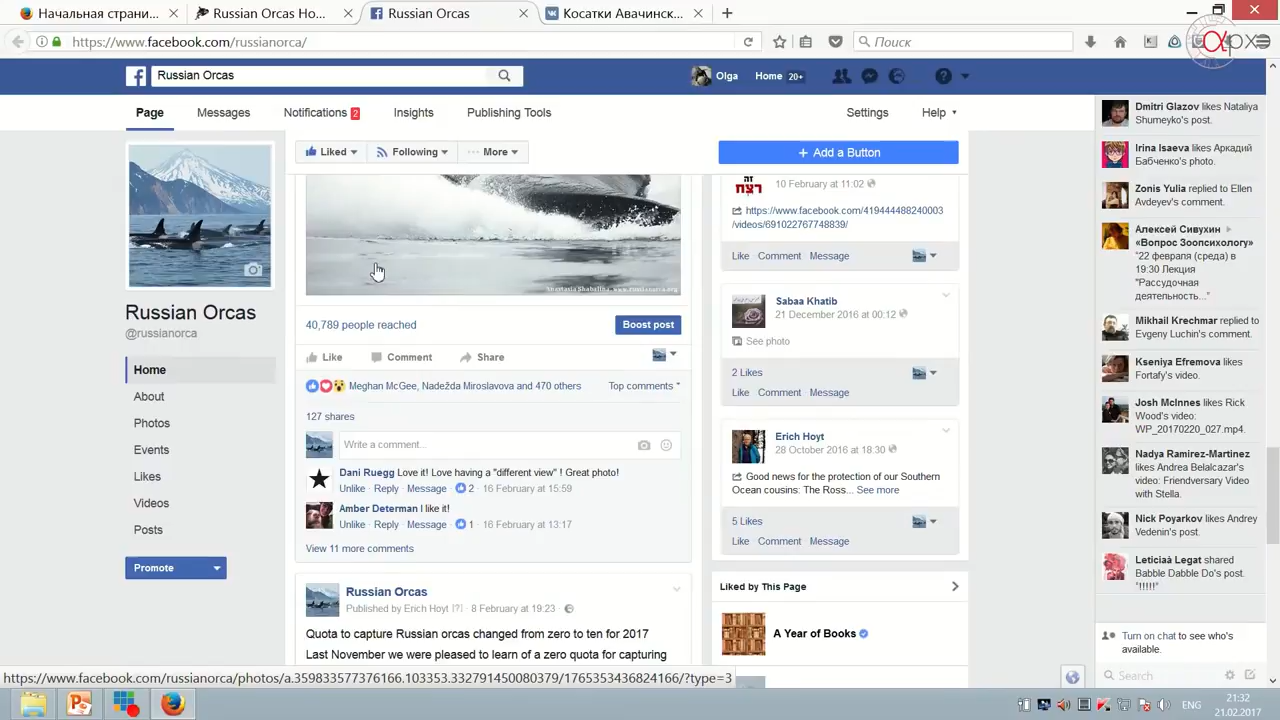 Начальная страни...
Russian Orcas Ho...
Russian Orcas
Косатки Авачинск...
https://www.facebook.com/russianorca/
Поиск
αρхэ
Russian Orcas
Olga
Home 20+
Page
Messages
Notifications 2
Insights
Publishing Tools
Settings
Help
Liked
Following
More
+ Add a Button
Russian Orcas
@russianorca
Home
About
Photos
Events
Likes
Videos
Posts
Promote
Anastasia Shabalina, www.russianorca.org
40,789 people reached
Boost post
Like
Comment
Share
Meghan McGee, Nadežda Miroslavova and 470 others
Top comments
127 shares
Write a comment...
Dani Ruegg Love it! Love having a "different view" ! Great photo!
Unlike · Reply · Message · 2 · 16 February at 15:59
Amber Determan I like it!
Unlike · Reply · Message · 1 · 16 February at 13:17
View 11 more comments
Russian Orcas
Published by Erich Hoyt [?] · 8 February at 19:23 ·
Quota to capture Russian orcas changed from zero to ten for 2017
Last November we were pleased to learn of a zero quota for capturing
זה
רצח
10 February at 11:02
https://www.facebook.com/419444488240003
/videos/691022767748839/
Like · Comment · Message
Sabaa Khatib
21 December 2016 at 00:12
See photo
2 Likes
Like · Comment · Message
Erich Hoyt
28 October 2016 at 18:30
Good news for the protection of our Southern
Ocean cousins: The Ross... See more
5 Likes
Like · Comment · Message
Liked by This Page
A Year of Books
Dmitri Glazov likes Nataliya
Shumeyko's post.
Irina Isaeva likes Аркадий
Бабченко's photo.
Zonis Yulia replied to Ellen
Avdeyev's comment.
Алексей Сивухин ▸
«Вопрос Зоопсихологу»
"22 февраля (среда) в
19:30 Лекция
"Рассудочная
деятельность..."
Mikhail Krechmar replied to
Evgeny Luchin's comment.
Kseniya Efremova likes
Fortafy's video.
Josh McInnes likes Rick
Wood's video:
WP_20170220_027.mp4.
Nadya Ramirez-Martinez
likes Andrea Belalcazar's
video: Friendversary Video
with Stella.
Nick Poyarkov likes Andrey
Vedenin's post.
Leticiaà Legat shared
Babble Dabble Do's post.
"!!!!!"
Turn on chat to see who's
available.
Search
https://www.facebook.com/russianorca/photos/a.359833577376166.103353.332791450080379/1765353436824166/?type=3
ENG
21:32
21.02.2017